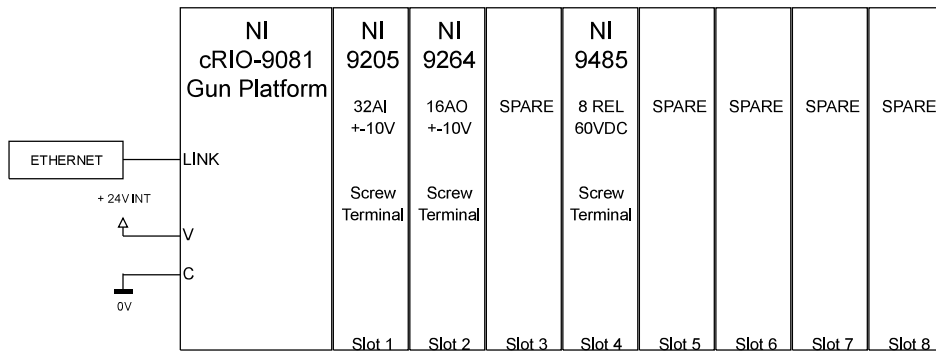 NI
cRIO-9081
Gun Platform
LINK
V
C
ETHERNET
+ 24V INT
0V
NI
9205
32AI
+-10V
Screw
Terminal
Slot 1
NI
9264
16AO
+-10V
Screw
Terminal
Slot 2
SPARE
Slot 3
NI
9485
8 REL
60VDC
Screw
Terminal
Slot 4
SPARE
Slot 5
SPARE
Slot 6
SPARE
Slot 7
SPARE
Slot 8